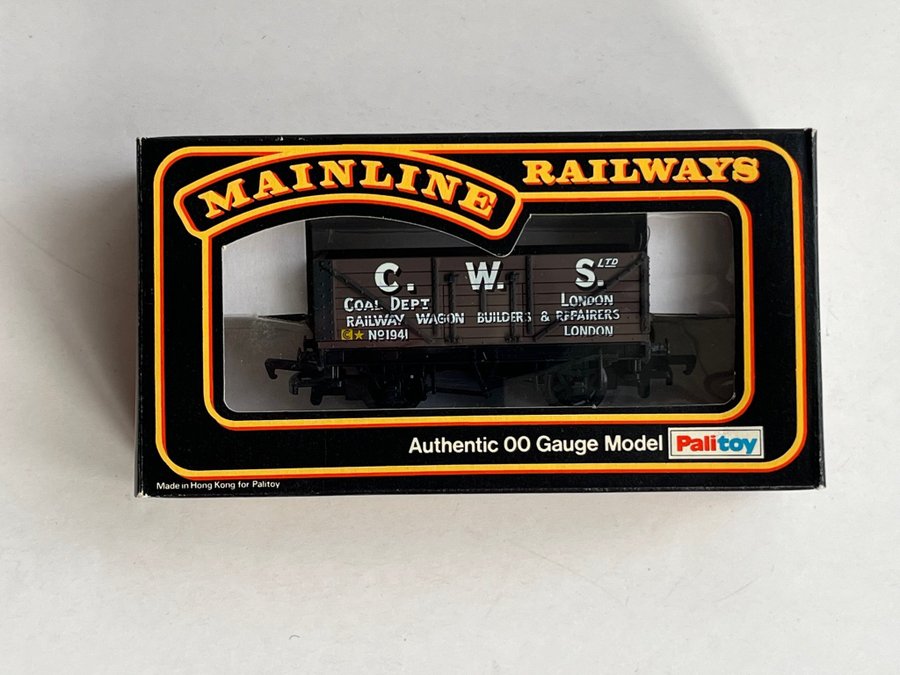 MAINLINE RAILWAYS
C. W. S. LTD
COAL DEPT LONDON
RAILWAY WAGON BUILDERS & REPAIRERS
C★ No1941 LONDON
Authentic 00 Gauge Model Palitoy
Made in Hong Kong for Palitoy